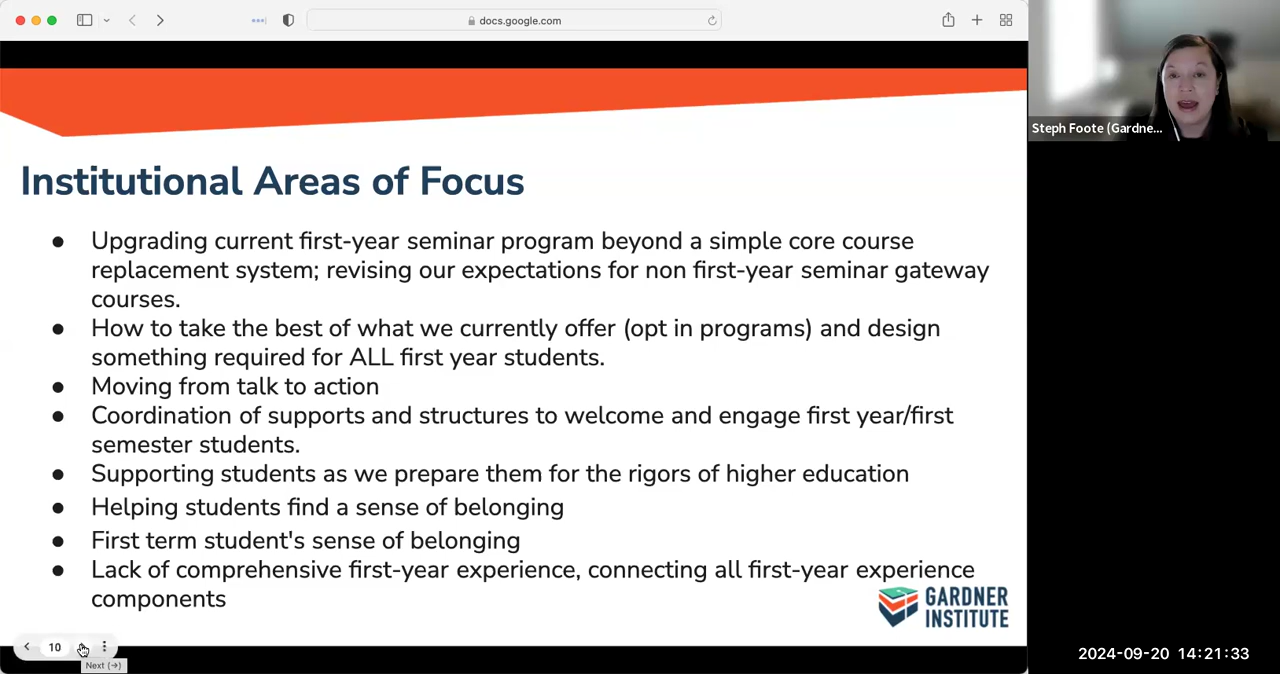 docs.google.com
Steph Foote (Gardne...
Institutional Areas of Focus
● Upgrading current first-year seminar program beyond a simple core course
replacement system; revising our expectations for non first-year seminar gateway
courses.
● How to take the best of what we currently offer (opt in programs) and design
something required for ALL first year students.
● Moving from talk to action
● Coordination of supports and structures to welcome and engage first year/first
semester students.
● Supporting students as we prepare them for the rigors of higher education
● Helping students find a sense of belonging
● First term student's sense of belonging
● Lack of comprehensive first-year experience, connecting all first-year experience
components
GARDNER
INSTITUTE
10
Next (→)
2024-09-20 14:21:33